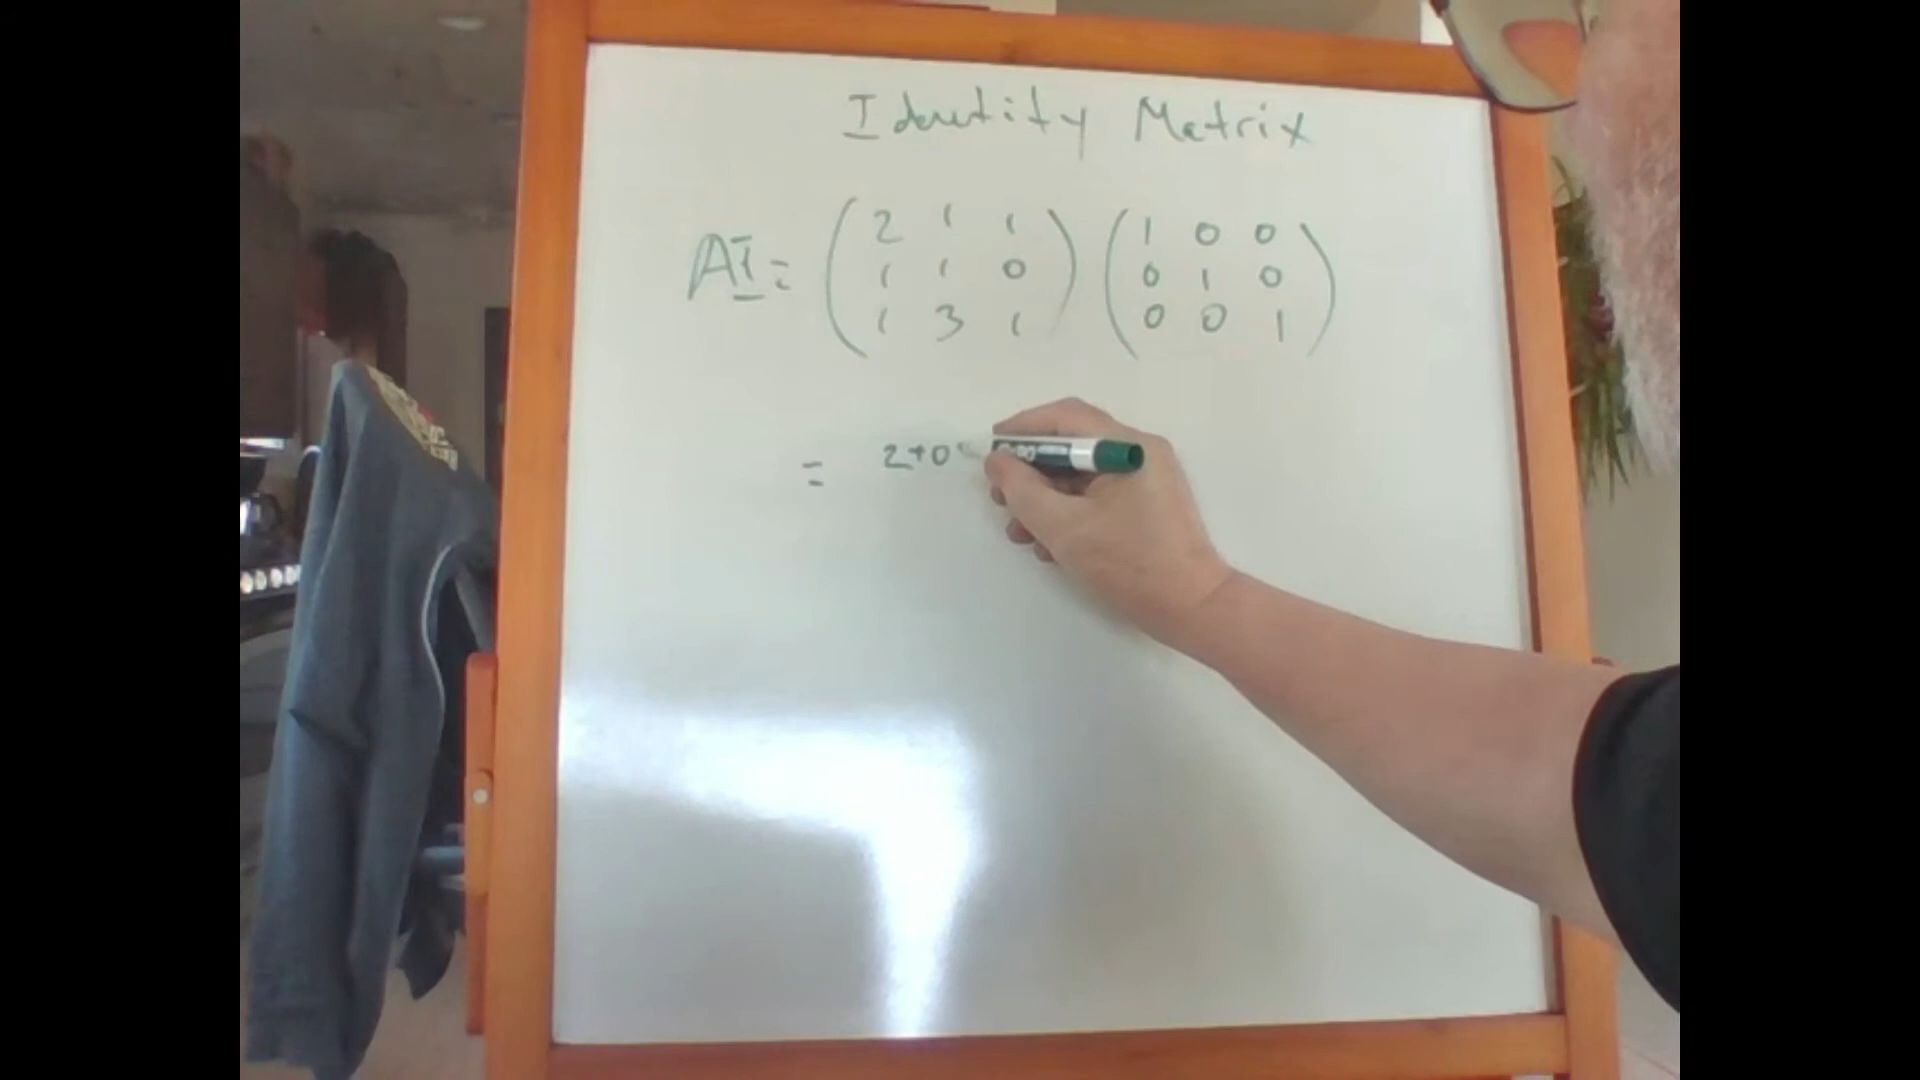 Identity Matrix
AI = ( 2 1 1 ) ( 1 0 0 )
( 1 1 0 ) ( 0 1 0 )
( 1 3 1 ) ( 0 0 1 )
= 2+0